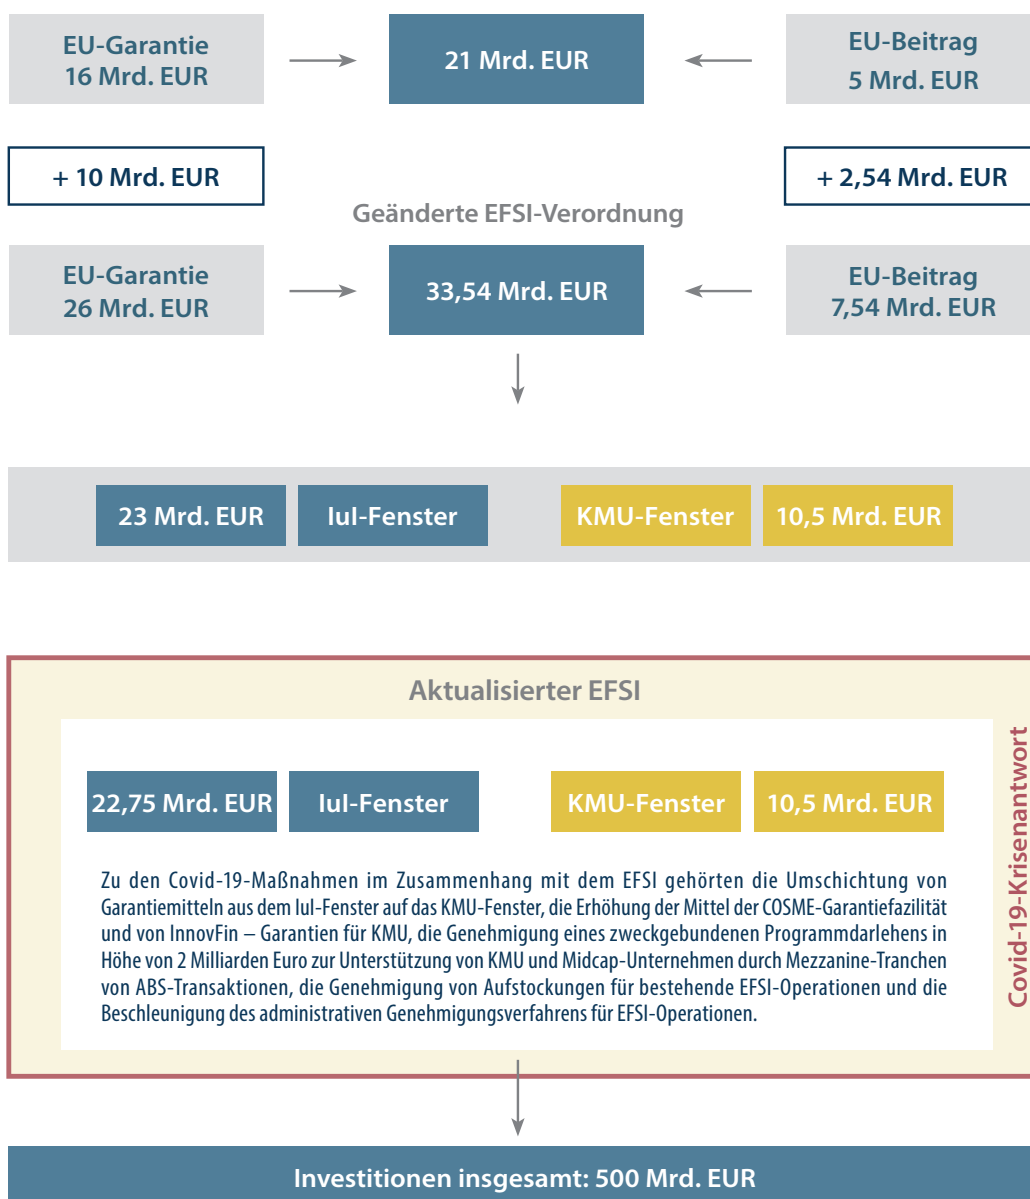 EU-Garantie
16 Mrd. EUR
21 Mrd. EUR
EU-Beitrag
5 Mrd. EUR
+ 10 Mrd. EUR
+ 2,54 Mrd. EUR
Geänderte EFSI-Verordnung
EU-Garantie
26 Mrd. EUR
33,54 Mrd. EUR
EU-Beitrag
7,54 Mrd. EUR
23 Mrd. EUR
IuI-Fenster
KMU-Fenster
10,5 Mrd. EUR
Aktualisierter EFSI
22,75 Mrd. EUR
IuI-Fenster
KMU-Fenster
10,5 Mrd. EUR
Zu den Covid-19-Maßnahmen im Zusammenhang mit dem EFSI gehörten die Umschichtung von
Garantiemitteln aus dem IuI-Fenster auf das KMU-Fenster, die Erhöhung der Mittel der COSME-Garantiefazilität
und von InnovFin – Garantien für KMU, die Genehmigung eines zweckgebundenen Programmdarlehens in
Höhe von 2 Milliarden Euro zur Unterstützung von KMU und Midcap-Unternehmen durch Mezzanine-Tranchen
von ABS-Transaktionen, die Genehmigung von Aufstockungen für bestehende EFSI-Operationen und die
Beschleunigung des administrativen Genehmigungsverfahrens für EFSI-Operationen.
Covid-19-Krisenantwort
Investitionen insgesamt: 500 Mrd. EUR